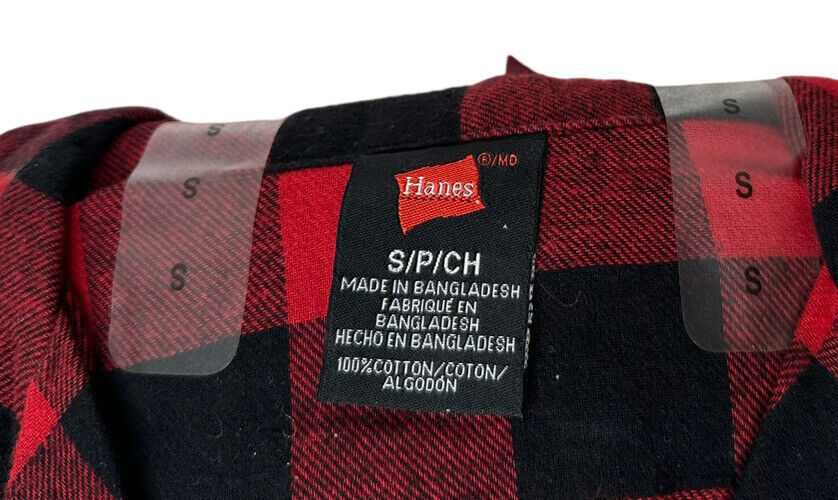 S
S
S
®/MD
Hanes
S/P/CH
MADE IN BANGLADESH
FABRIQUÉ EN
BANGLADESH
HECHO EN BANGLADESH
100%COTTON/COTON/
ALGODÓN
S
S
S